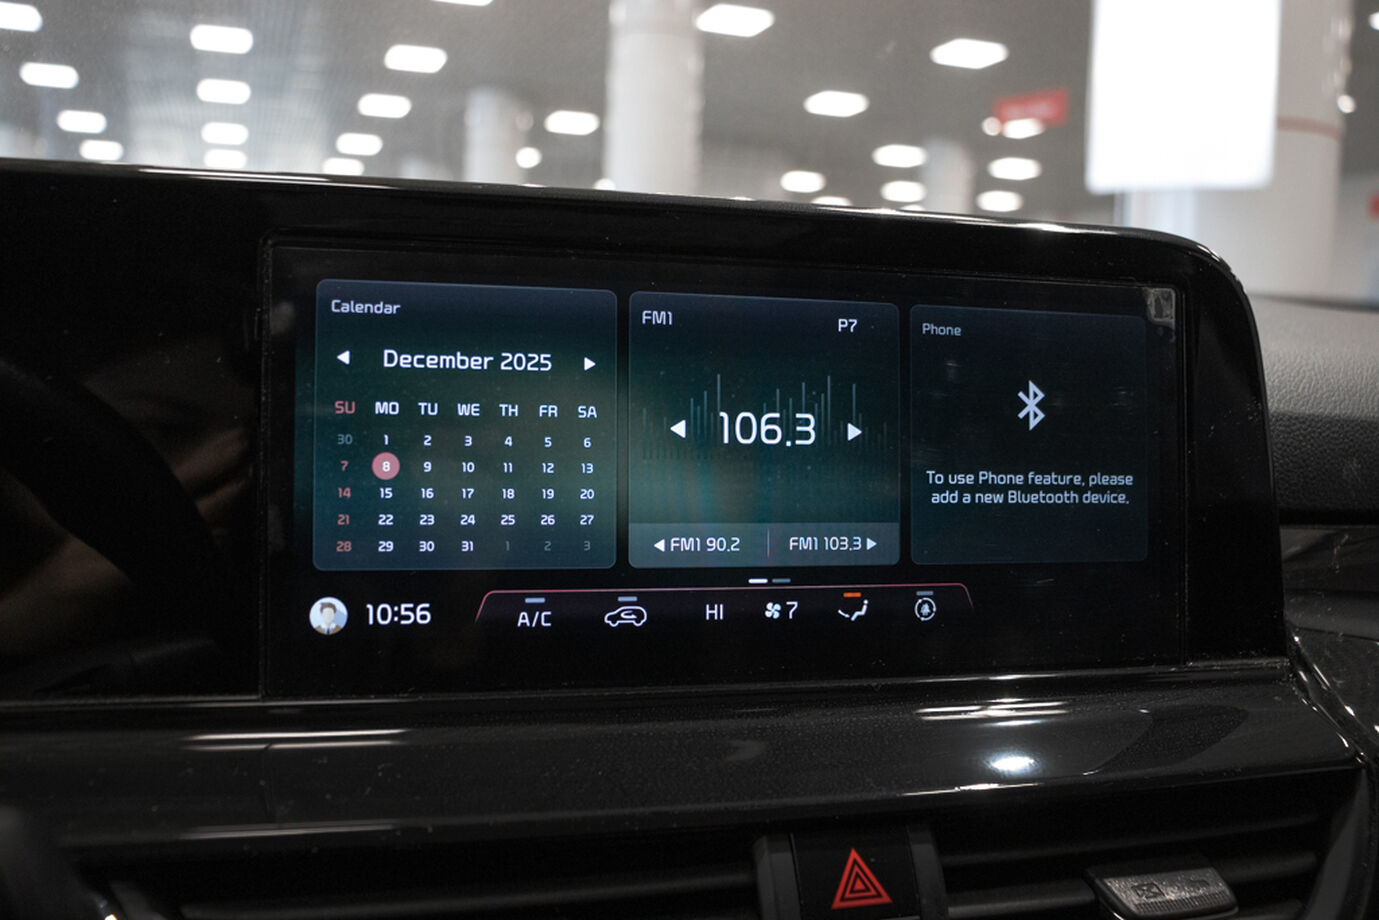 Calendar
December 2025
SU MO TU WE TH FR SA
30 1 2 3 4 5 6
7 8 9 10 11 12 13
14 15 16 17 18 19 20
21 22 23 24 25 26 27
28 29 30 31 1 2 3
FM1 P7
106.3
FM1 90.2 FM1 103.3
Phone
To use Phone feature, please
add a new Bluetooth device.
10:56 A/C HI 7